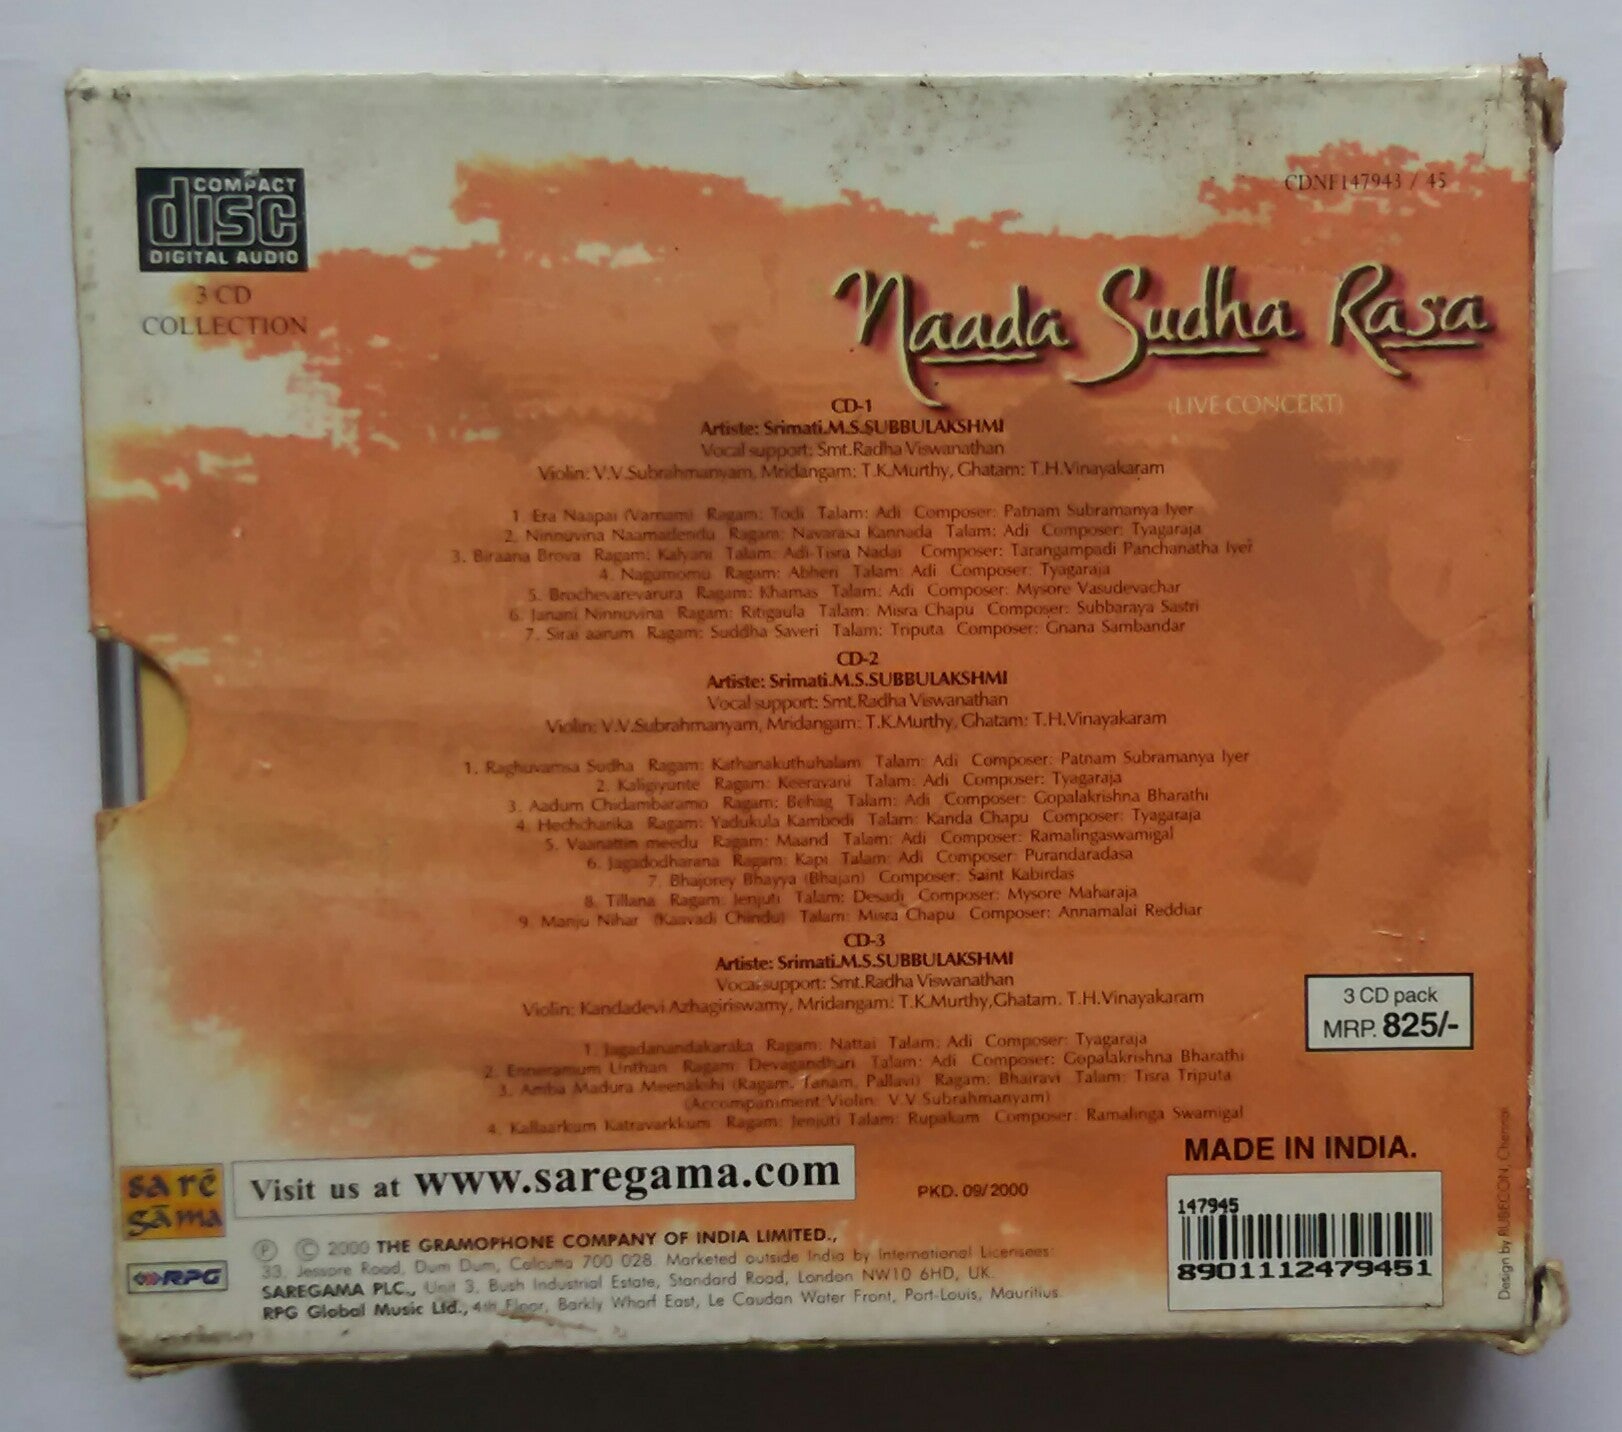 COMPACT
disc
DIGITAL AUDIO
3 CD
COLLECTION
CDNF147943 / 45
Naada Sudha Rasa
(LIVE CONCERT)
CD-1
Artiste: Srimati.M.S.SUBBULAKSHMI
Vocal support: Smt.Radha Viswanathan
Violin: V.V.Subrahmanyam, Mridangam: T.K.Murthy, Ghatam: T.H.Vinayakaram
1. Era Naapai (Varnam) Ragam: Todi Talam: Adi Composer: Patnam Subramanya Iyer
2. Ninnuvina Naamadendu Ragam: Navarasa Kannada Talam: Adi Composer: Tyagaraja
3. Biraana Brova Ragam: Kalyani Talam: Adi-Tisra Nadai Composer: Tarangampadi Panchanatha Iyer
4. Nagumomu Ragam: Abheri Talam: Adi Composer: Tyagaraja
5. Brochevarevarura Ragam: Khamas Talam: Adi Composer: Mysore Vasudevachar
6. Janani Ninnuvina Ragam: Ritigaula Talam: Misra Chapu Composer: Subbaraya Sastri
7. Sirai aarum Ragam: Suddha Saveri Talam: Triputa Composer: Gnana Sambandar
CD-2
Artiste: Srimati.M.S.SUBBULAKSHMI
Vocal support: Smt.Radha Viswanathan
Violin: V.V.Subrahmanyam, Mridangam: T.K.Murthy, Ghatam: T.H.Vinayakaram
1. Raghuvamsa Sudha Ragam: Kathanakuthuhalam Talam: Adi Composer: Patnam Subramanya Iyer
2. Kaligiyunte Ragam: Keeravani Talam: Adi Composer: Tyagaraja
3. Aadum Chidambaramo Ragam: Behag Talam: Adi Composer: Gopalakrishna Bharathi
4. Hechcharika Ragam: Yadukula Kambodi Talam: Kanda Chapu Composer: Tyagaraja
5. Vaanattin meedu Ragam: Maand Talam: Adi Composer: Ramalingaswamigal
6. Jagadodharana Ragam: Kapi Talam: Adi Composer: Purandaradasa
7. Bhajorey Bhayya (Bhajan) Composer: Saint Kabirdas
8. Tillana Ragam: Jenjuti Talam: Desadi Composer: Mysore Maharaja
9. Manju Nihar (Kaavadi Chindu) Talam: Misra Chapu Composer: Annamalai Reddiar
CD-3
Artiste: Srimati.M.S.SUBBULAKSHMI
Vocal support: Smt.Radha Viswanathan
Violin: Kandadevi Azhagiriswamy, Mridangam: T.K.Murthy,Ghatam. T.H.Vinayakaram
1. Jagadanandakaraka Ragam: Nattai Talam: Adi Composer: Tyagaraja
2. Enneramum Unthan Ragam: Devagandhari Talam: Adi Composer: Gopalakrishna Bharathi
3. Amba Madura Meenakshi (Ragam, Tanam, Pallavi) Ragam: Bhairavi Talam: Tisra Triputa
(Accompaniment Violin: V.V.Subrahmanyam)
4. Kallaarkum Katravarkkum Ragam: Jenjuti Talam: Rupakam Composer: Ramalinga Swamigal
3 CD pack
MRP. 825/-
MADE IN INDIA.
sa rē
gāma
Visit us at www.saregama.com
PKD. 09/2000
RPG
Ⓟ © 2000 THE GRAMOPHONE COMPANY OF INDIA LIMITED.,
33, Jessore Road, Dum Dum, Calcutta 700 028. Marketed outside India by International Licensees:
SAREGAMA PLC., Unit 3, Bush Industrial Estate, Standard Road, London NW10 6HD, UK.
RPG Global Music Ltd., 4th Floor, Barkly Wharf East, Le Caudan Water Front, Port-Louis, Mauritius
147945
8901112479451
Design by RUBECON, Chennai